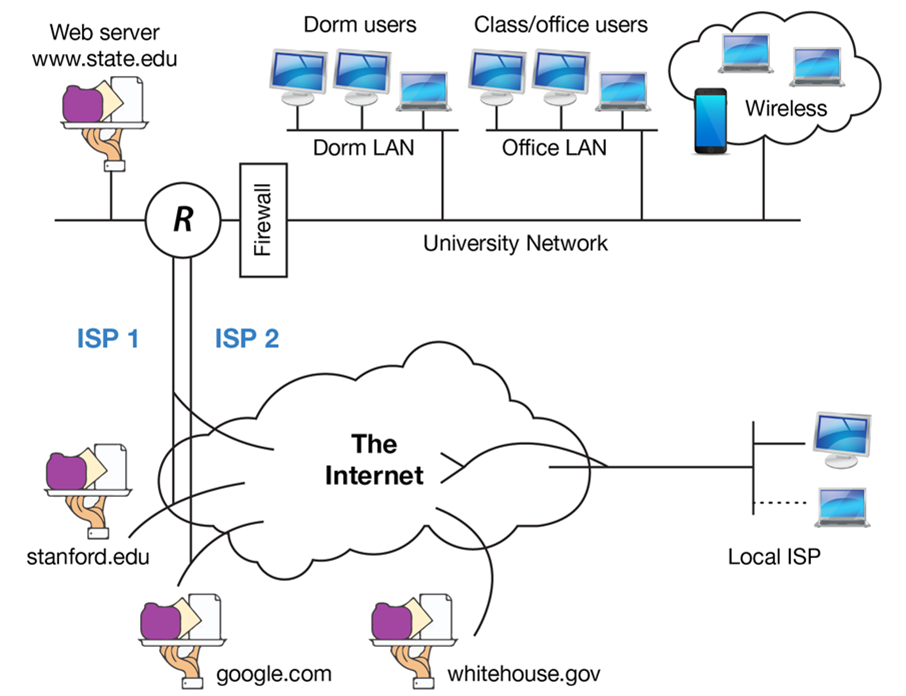 Web server
www.state.edu
Dorm users
Class/office users
Wireless
Dorm LAN
Office LAN
R
Firewall
University Network
ISP 1
ISP 2
The
Internet
stanford.edu
Local ISP
google.com
whitehouse.gov